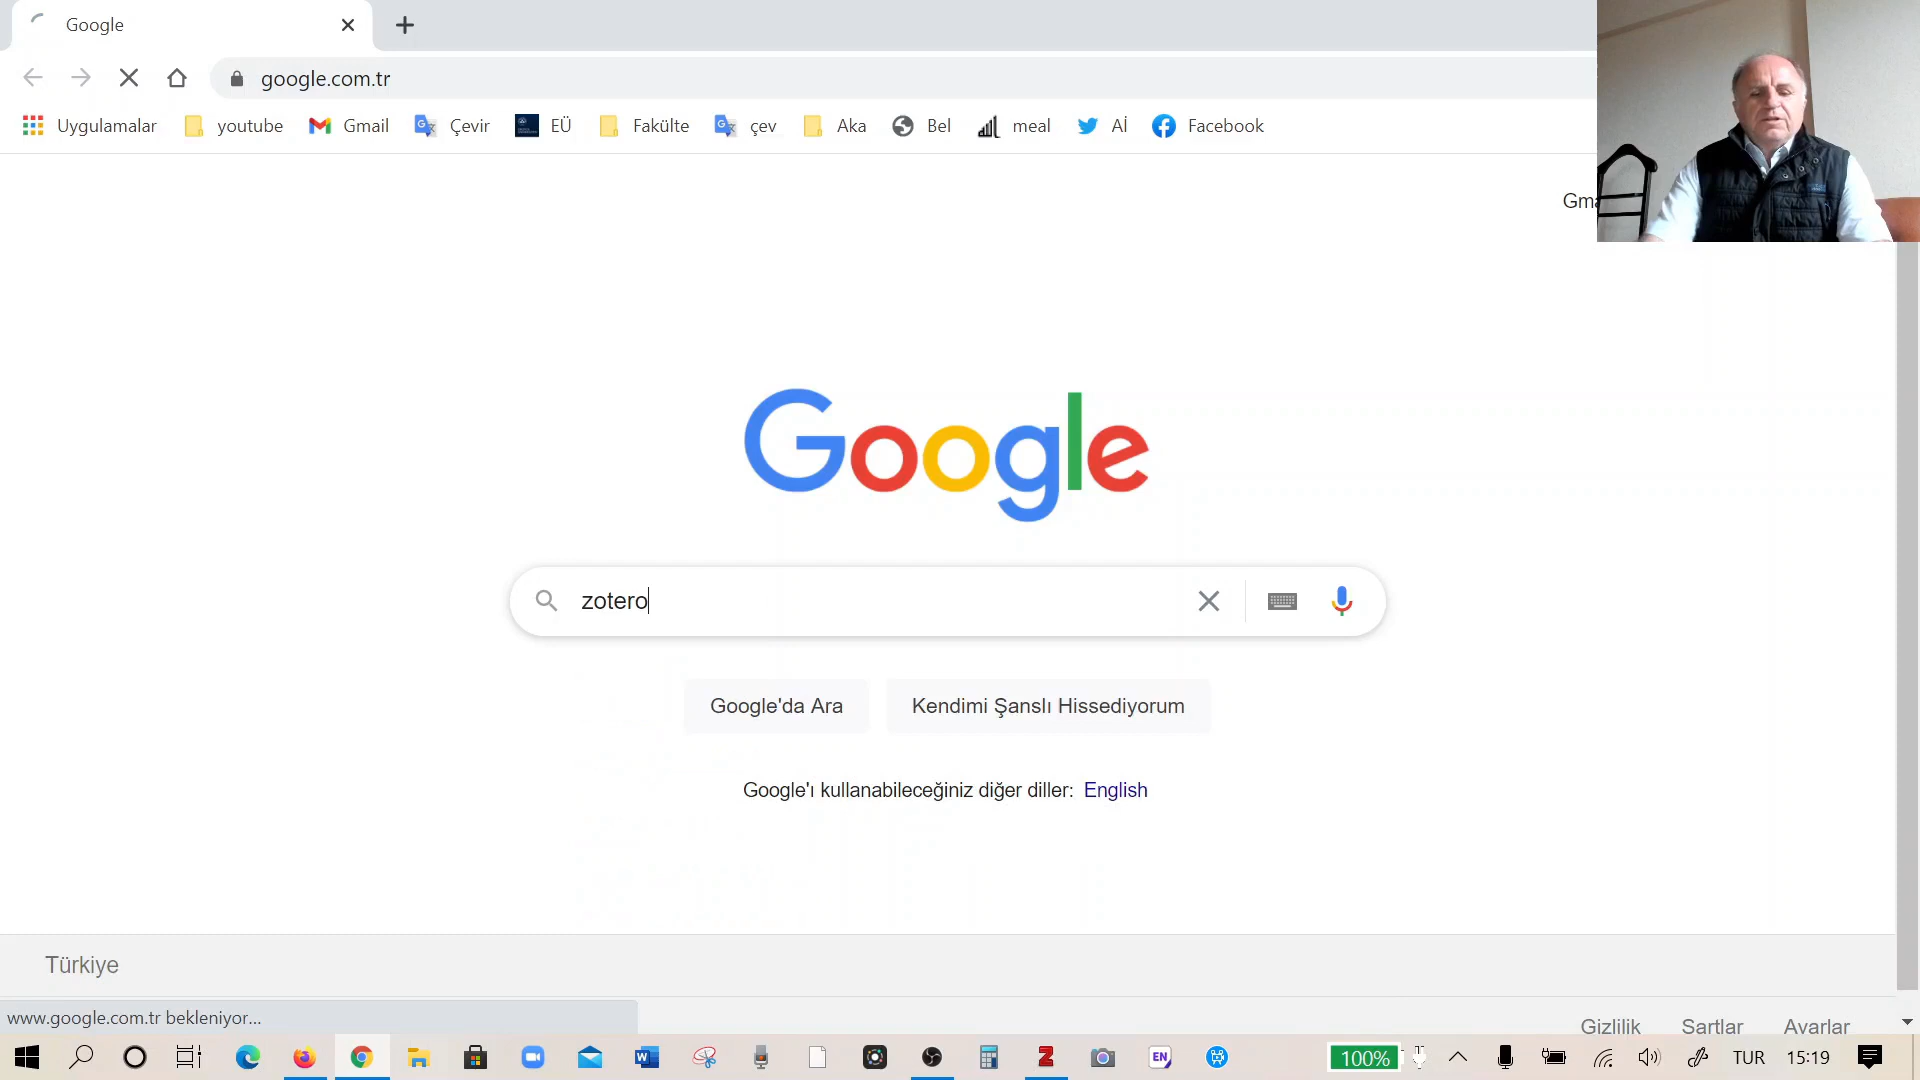 Google
google.com.tr
Uygulamalar youtube Gmail Çevir EÜ Fakülte çev Aka Bel meal Aİ Facebook
Gma
Google
zotero
Google'da Ara Kendimi Şanslı Hissediyorum
Google'ı kullanabileceğiniz diğer diller: English
Türkiye
www.google.com.tr bekleniyor...
Gizlilik Şartlar Ayarlar
EN 100% TUR 15:19